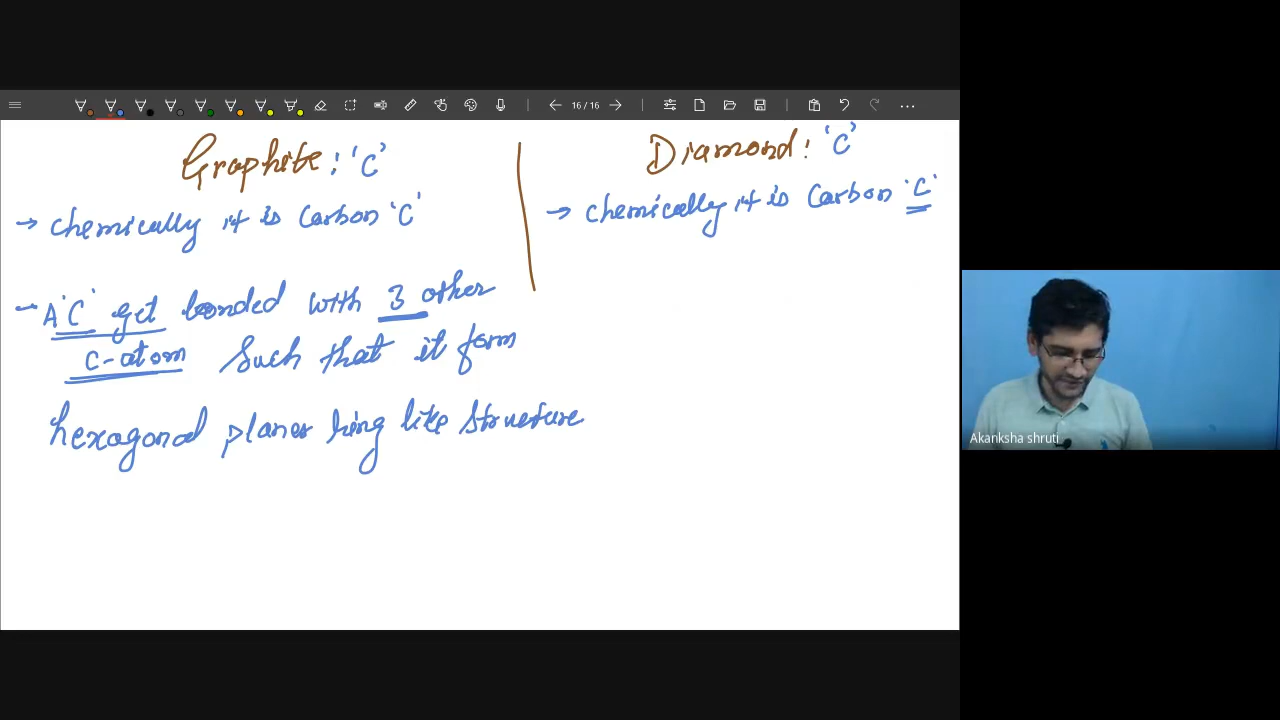 16 / 16
Graphite: 'C'
→ chemically it is Carbon 'C'
→ A 'C' get bonded with 3 other
C-atom such that it form
hexagonal planer ring like structure
Diamond: 'C'
→ chemically it is Carbon 'C'
Akanksha shruti